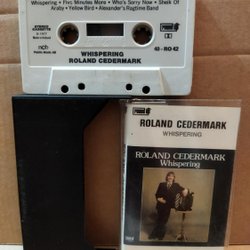 STEREO
CASSETTE
Whispering • Five Minutes More • Who's Sorry Now • Sheik Of
Araby • Yellow Bird • Alexander's Ragtime Band
ncb
40-RO 42
WHISPERING
ROLAND CEDERMARK
ROLAND CEDERMARK
WHISPERING
ROLAND CEDERMARK
Whispering